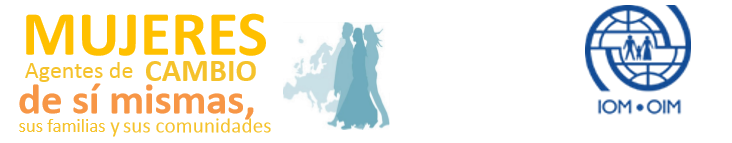 MUJERES
Agentes de CAMBIO
de sí mismas,
sus familias y sus comunidades
IOM • OIM